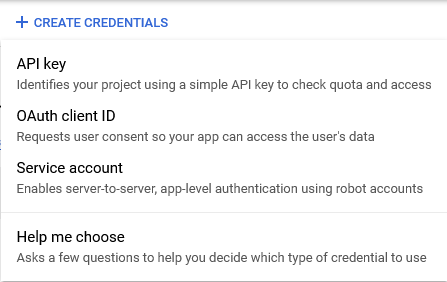 + CREATE CREDENTIALS
API key
Identifies your project using a simple API key to check quota and access
OAuth client ID
Requests user consent so your app can access the user's data
Service account
Enables server-to-server, app-level authentication using robot accounts
Help me choose
Asks a few questions to help you decide which type of credential to use